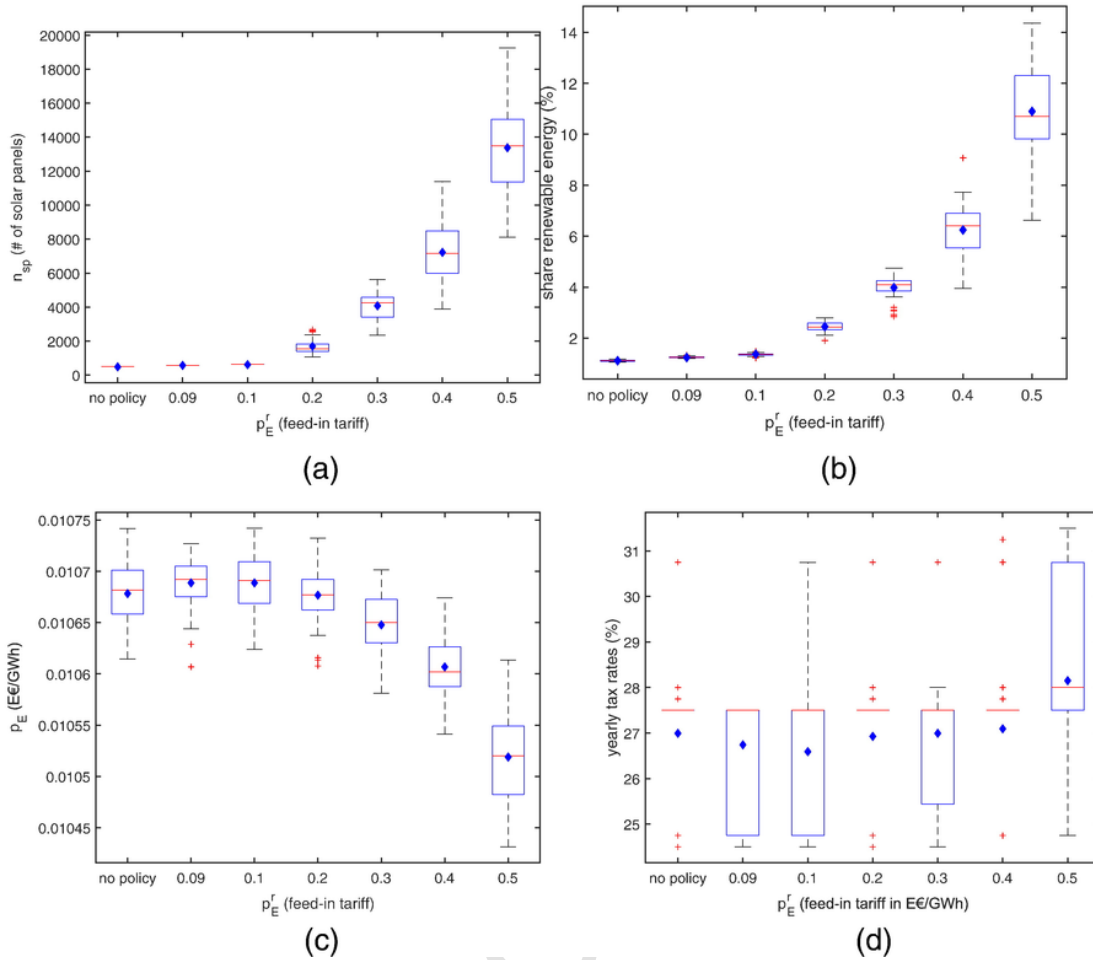 20000
18000
16000
14000
12000
10000
8000
6000
4000
2000
0
n_sp (# of solar panels)
no policy 0.09 0.1 0.2 0.3 0.4 0.5
p_E^r (feed-in tariff)
(a)
14
12
10
8
6
4
2
share renewable energy (%)
no policy 0.09 0.1 0.2 0.3 0.4 0.5
p_E^r (feed-in tariff)
(b)
0.01075
0.0107
0.01065
0.0106
0.01055
0.0105
0.01045
p_E (E€/GWh)
no policy 0.09 0.1 0.2 0.3 0.4 0.5
p_E^r (feed-in tariff)
(c)
31
30
29
28
27
26
25
yearly tax rates (%)
no policy 0.09 0.1 0.2 0.3 0.4 0.5
p_E^r (feed-in tariff in E€/GWh)
(d)